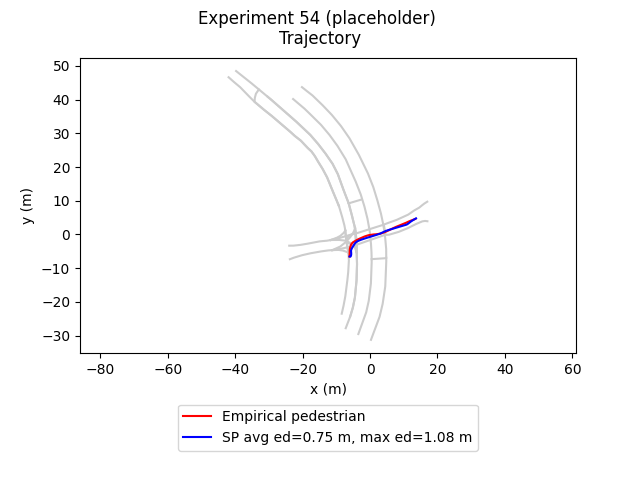 Experiment 54 (placeholder)
Trajectory
50
40
30
20
10
0
−10
−20
−30
y (m)
−80
−60
−40
−20
0
20
40
60
x (m)
Empirical pedestrian
SP avg ed=0.75 m, max ed=1.08 m